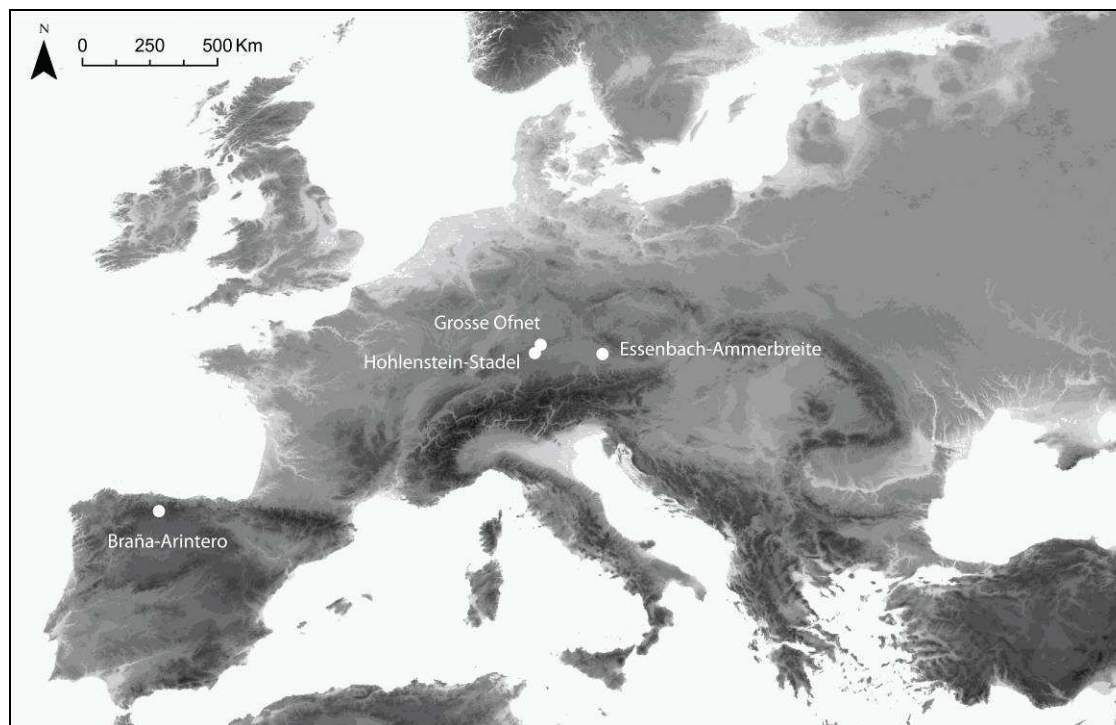 N
0 250 500 Km
Grosse Ofnet
Hohlenstein-Stadel
Essenbach-Ammerbreite
Braña-Arintero